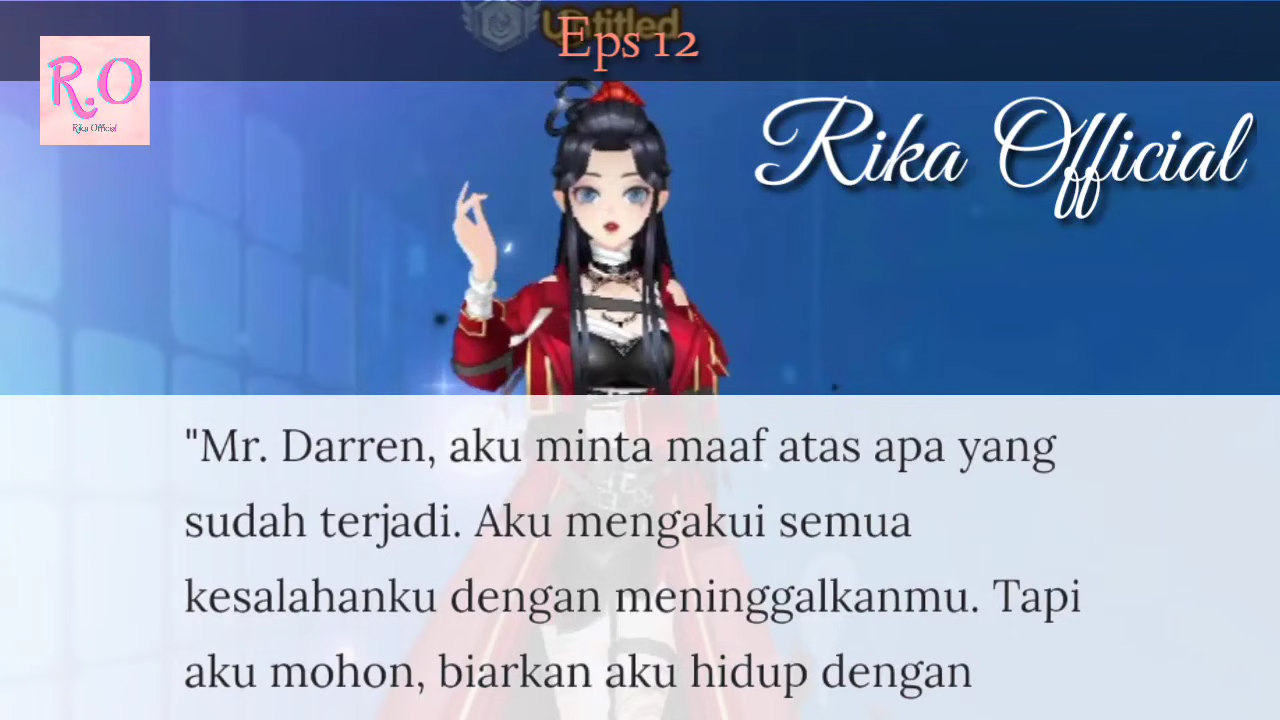 Untitled
Eps 12
R.O
Rika Official
Rika Official
"Mr. Darren, aku minta maaf atas apa yang
sudah terjadi. Aku mengakui semua
kesalahanku dengan meninggalkanmu. Tapi
aku mohon, biarkan aku hidup dengan